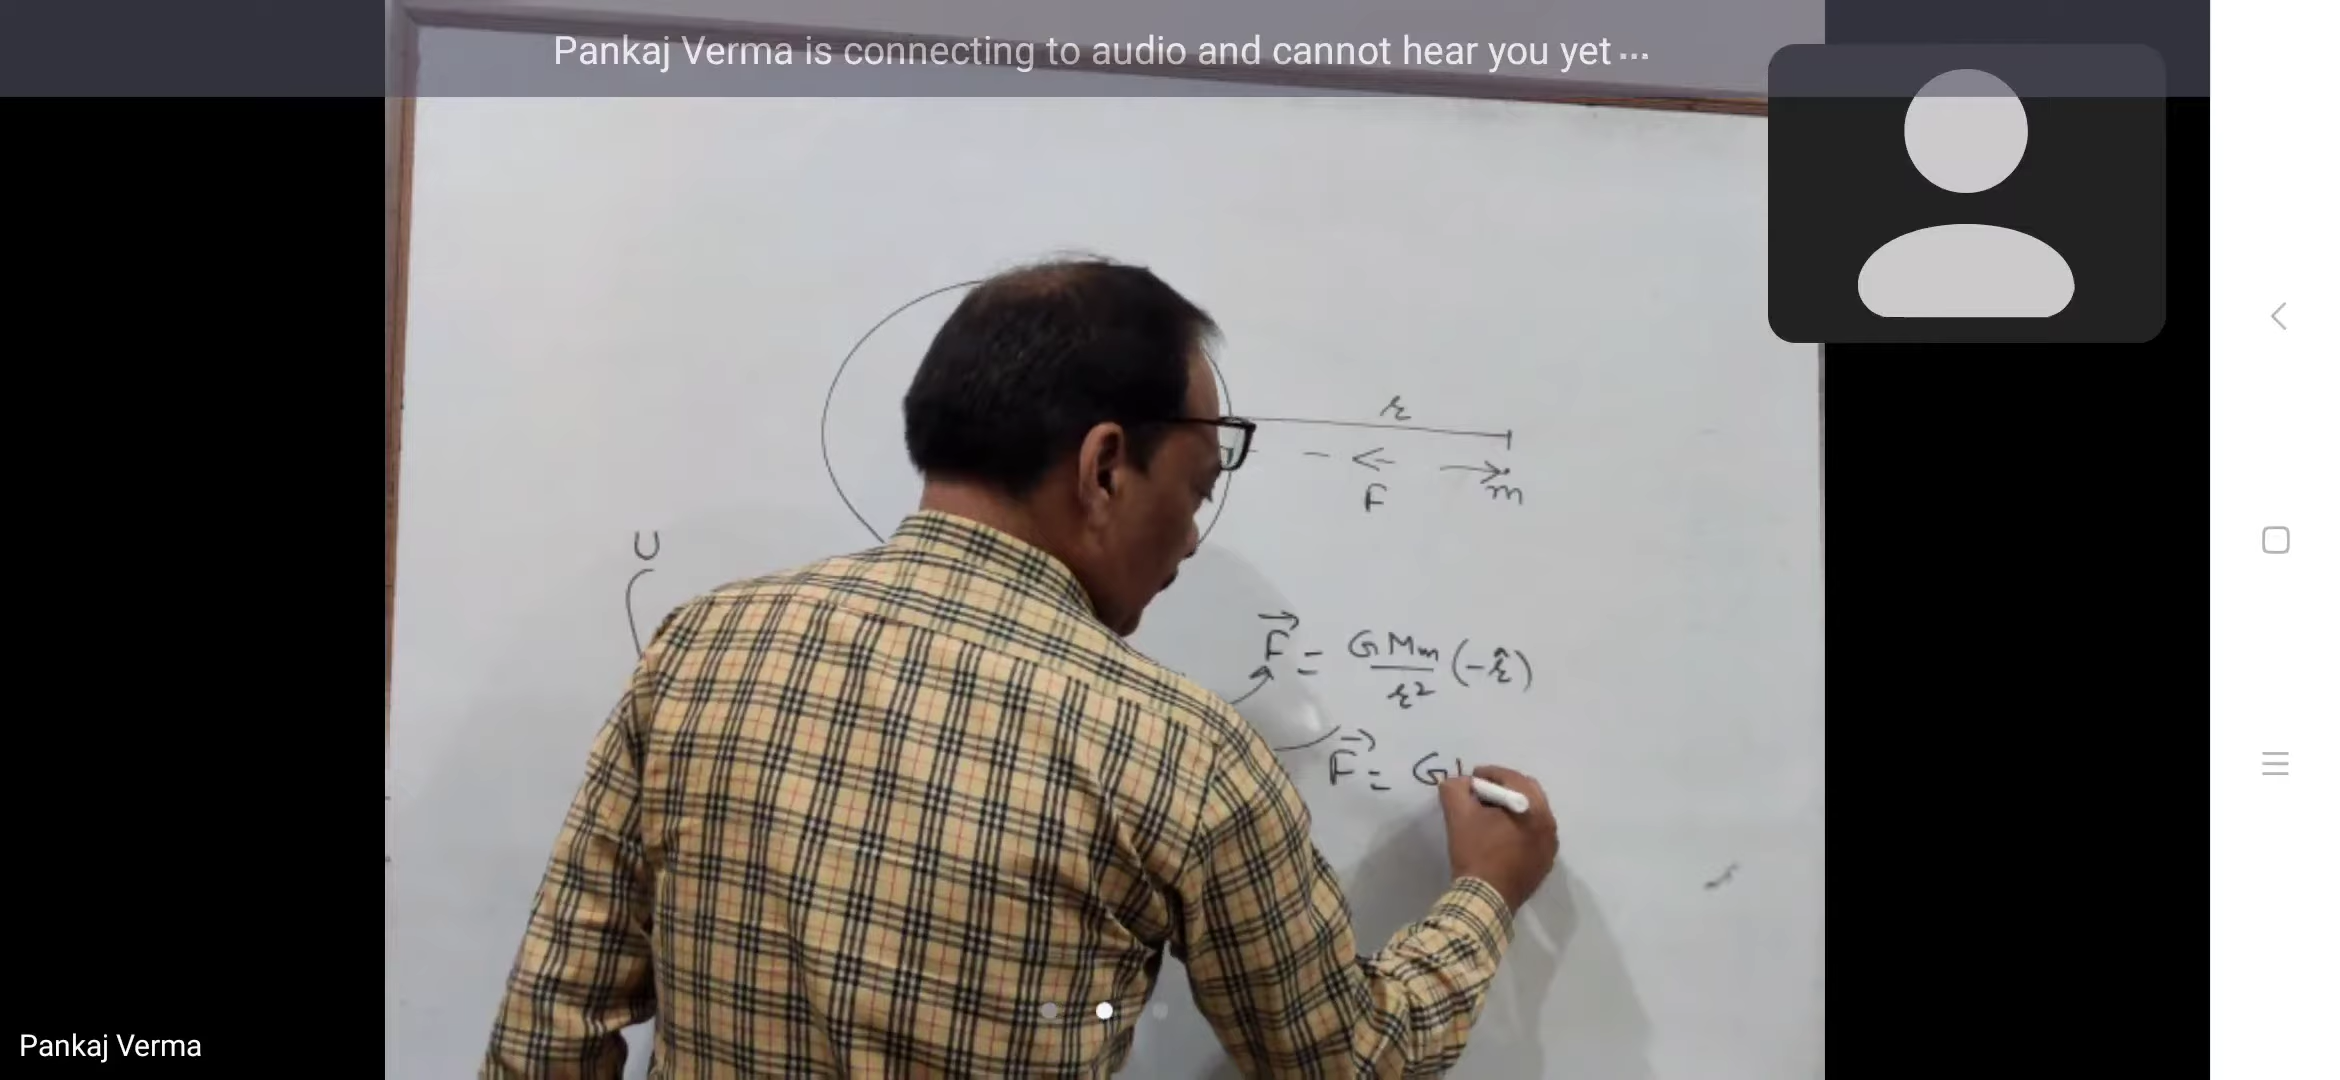 Pankaj Verma is connecting to audio and cannot hear you yet ...
r
F
m
U
F⃗ = GMm/r² (-r̂)
F⃗ = G
Pankaj Verma